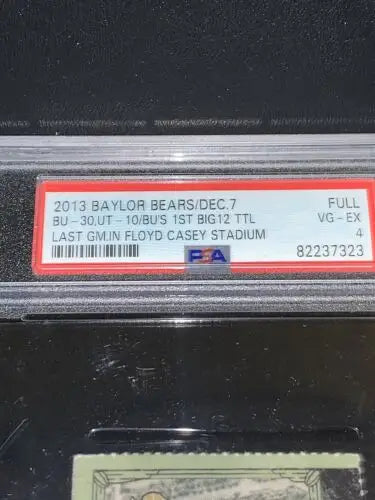 2013 BAYLOR BEARS/DEC.7 FULL
BU-30,UT-10/BU'S 1ST BIG12 TTL VG-EX
LAST GM.IN FLOYD CASEY STADIUM 4
PSA 82237323